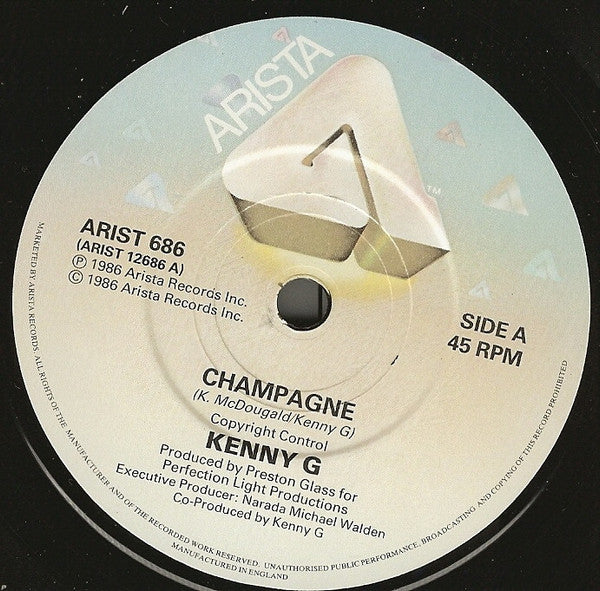 ARISTA
TM
ARIST 686
(ARIST 12686 A)
Ⓟ 1986 Arista Records Inc.
© 1986 Arista Records Inc.
SIDE A
45 RPM
CHAMPAGNE
(K. McDougald/Kenny G)
Copyright Control
KENNY G
Produced by Preston Glass for
Perfection Light Productions
Executive Producer: Narada Michael Walden
Co-Produced by Kenny G
MARKETED BY ARISTA RECORDS. ALL RIGHTS OF THE MANUFACTURER AND OF THE RECORDED WORK RESERVED. UNAUTHORISED PUBLIC PERFORMANCE, BROADCASTING AND COPYING OF THIS RECORD PROHIBITED
MANUFACTURED IN ENGLAND